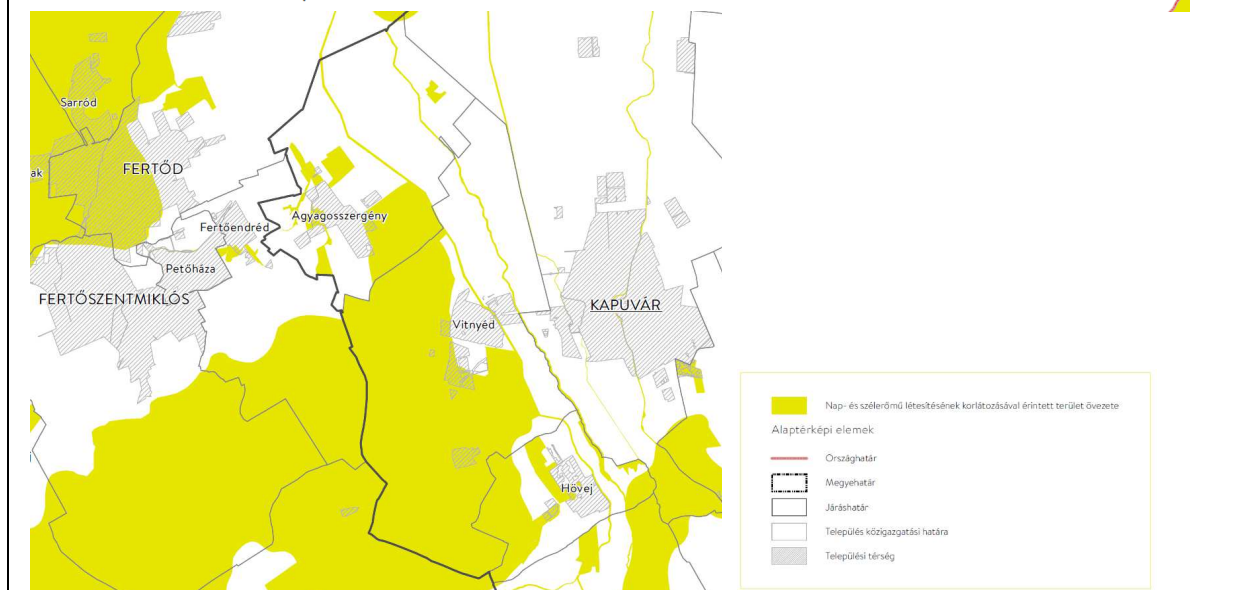 Sarród
ak
FERTŐD
Fertőendréd
Agyagosszergény
Petőháza
FERTŐSZENTMIKLÓS
Vitnyéd
KAPUVÁR
Hövej
Nap- és szélerőmű létesítésének korlátozásával érintett terület övezete
Alaptérképi elemek
Országhatár
Megyehatár
Járáshatár
Település közigazgatási határa
Települési térség